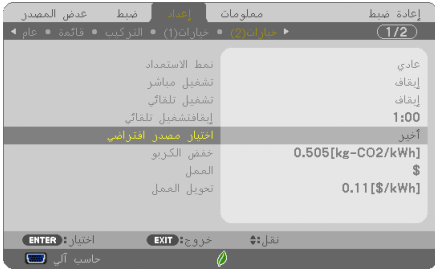 إعادة ضبط معلومات إعداد ضبط عدض المصدر
1/2 خيارات(2) • خيارات(1) • التركيب • قائمة • عام
نمط الاستعداد عادي
تشغيل مباشر إيقاف
تشغيل تلقائي إيقاف
إيقافتشغيل تلقائي 1:00
اختيار مصدر افتراضي آخير
خفض الكربو 0.505[kg-CO2/kWh]
العمل $
تحويل العمل 0.11[$/kWh]
نقل: خروج: EXIT اختيار: ENTER
حاسب آلي